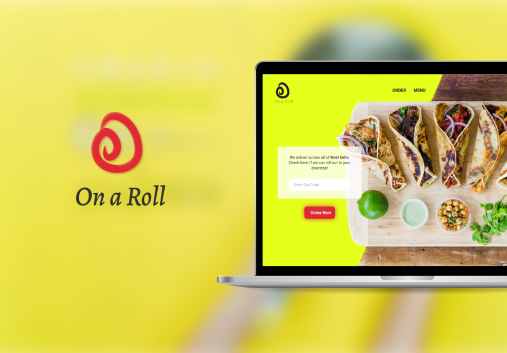 On a Roll
On a Roll
ORDER MENU
We deliver across all of West Delhi.
Check here if we can roll out to your
doorstep!
Enter Zip Code
Order Now